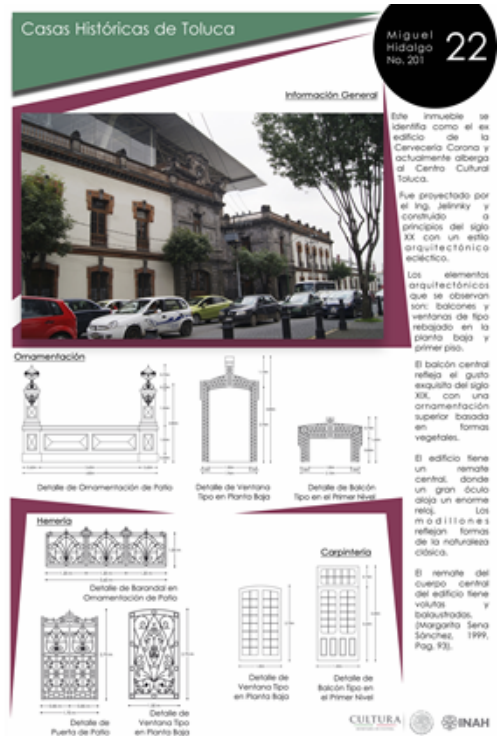 Casas Históricas de Toluca
Miguel
Hidalgo
No. 201
22
Información General
Este inmueble se
identifia como el ex
edificio de la
Cervecería Corona y
actualmente alberga
al Centro Cultural
Toluca.
Fue proyectado por
el Ing. Jelinnky y
construido a
principios del siglo
XX con un estilo
arquitectónico
ecléctico.
Los elementos
arquitectónicos
que se observan
son: balcones y
ventanas de tipo
rebajado en la
planta baja y
primer piso.
El balcón central
refleja el gusto
exquisito del siglo
XIX, con una
ornamentación
superior basada
en formas
vegetales.
El edificio tiene
un remate
central, donde
un gran óculo
aloja un enorme
reloj. Los
modillones
reflejan formas
de la naturaleza
clásica.
El remate del
cuerpo central
del edificio tiene
volutas y
balaustradas.
(Margarita Sena
Sánchez, 1999,
Pag. 93).
Ornamentación
Detalle de Ornamentación de Patio
Detalle de Ventana
Tipo en Planta Baja
Detalle de Balcón
Tipo en el Primer Nivel
Herrería
Detalle de Barandal en
Ornamentación de Patio
Detalle de
Puerta de Patio
Detalle de
Ventana Tipo
en Planta Baja
Carpintería
Detalle de
Ventana Tipo
en Planta Baja
Detalle de
Balcón Tipo en
el Primer Nivel
CULTURA
INAH